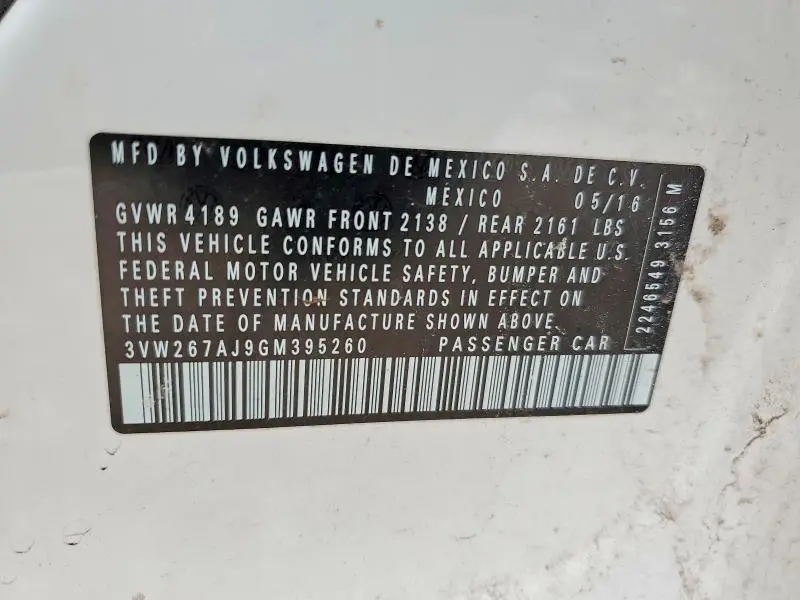 MFD BY VOLKSWAGEN DE MEXICO S.A. DE C.V.
MEXICO 05/16
GVWR 4189 GAWR FRONT 2138 / REAR 2161 LBS
THIS VEHICLE CONFORMS TO ALL APPLICABLE U.S.
FEDERAL MOTOR VEHICLE SAFETY, BUMPER AND
THEFT PREVENTION STANDARDS IN EFFECT ON
THE DATE OF MANUFACTURE SHOWN ABOVE.
3VW267AJ9GM395260 PASSENGER CAR
22465493156 M